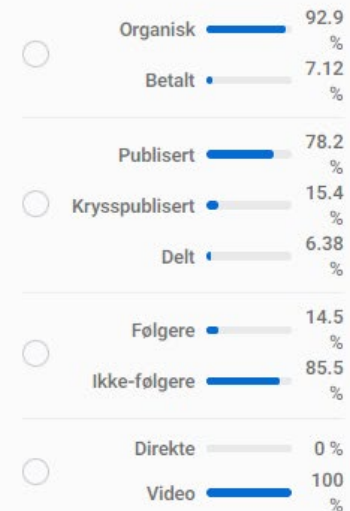 Organisk 92.9 %
Betalt 7.12 %
Publisert 78.2 %
Krysspublisert 15.4 %
Delt 6.38 %
Følgere 14.5 %
Ikke-følgere 85.5 %
Direkte 0 %
Video 100 %